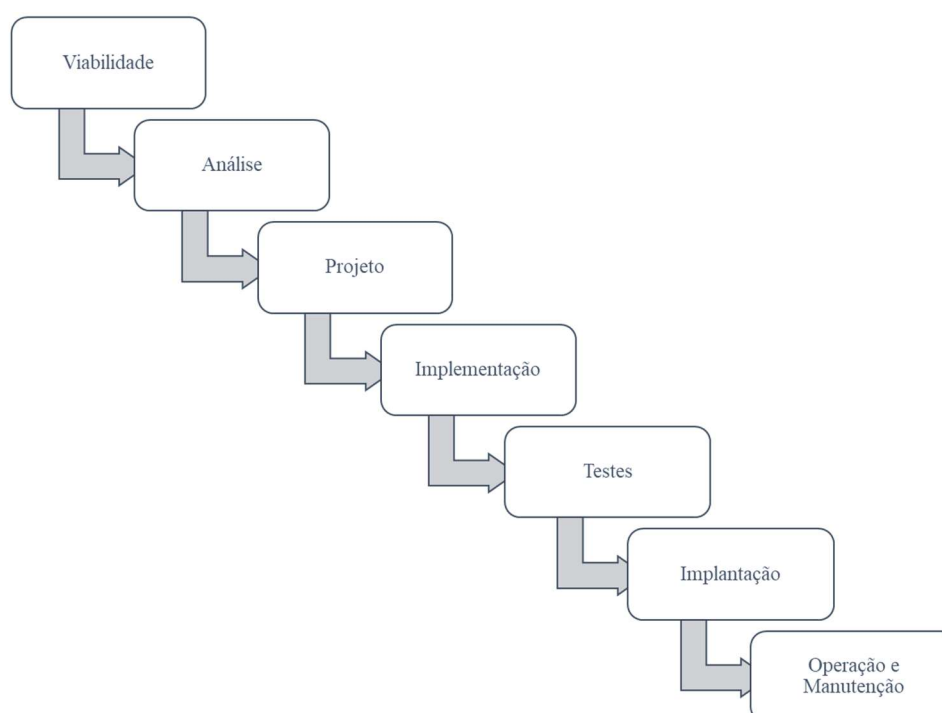 Viabilidade
Análise
Projeto
Implementação
Testes
Implantação
Operação e
Manutenção